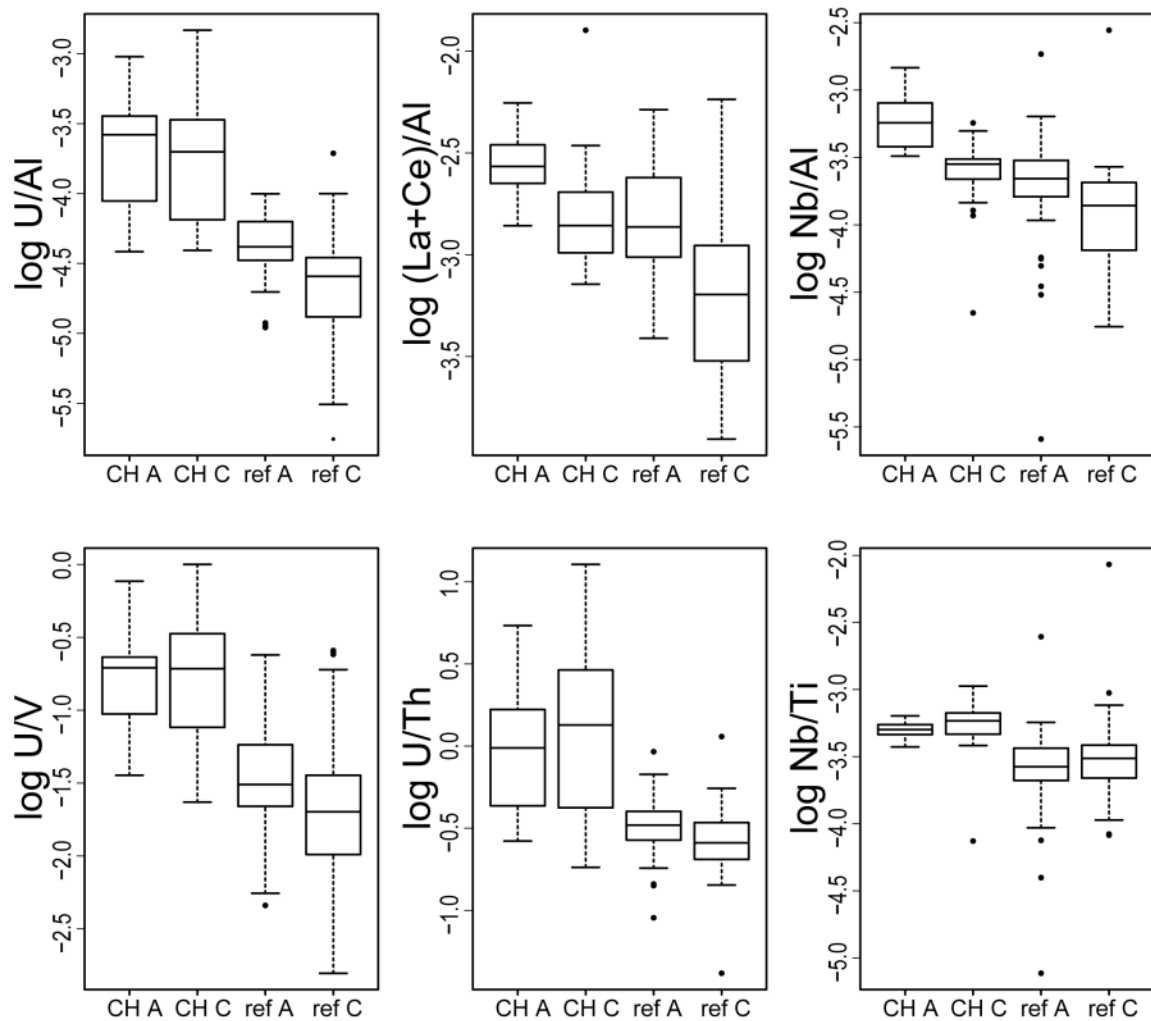 log U/Al
-3.0
-3.5
-4.0
-4.5
-5.0
-5.5
CH A CH C ref A ref C
log (La+Ce)/Al
-2.0
-2.5
-3.0
-3.5
CH A CH C ref A ref C
log Nb/Al
-2.5
-3.0
-3.5
-4.0
-4.5
-5.0
-5.5
CH A CH C ref A ref C
log U/V
0.0
-0.5
-1.0
-1.5
-2.0
-2.5
CH A CH C ref A ref C
log U/Th
1.0
0.5
0.0
-0.5
-1.0
CH A CH C ref A ref C
log Nb/Ti
-2.0
-2.5
-3.0
-3.5
-4.0
-4.5
-5.0
CH A CH C ref A ref C